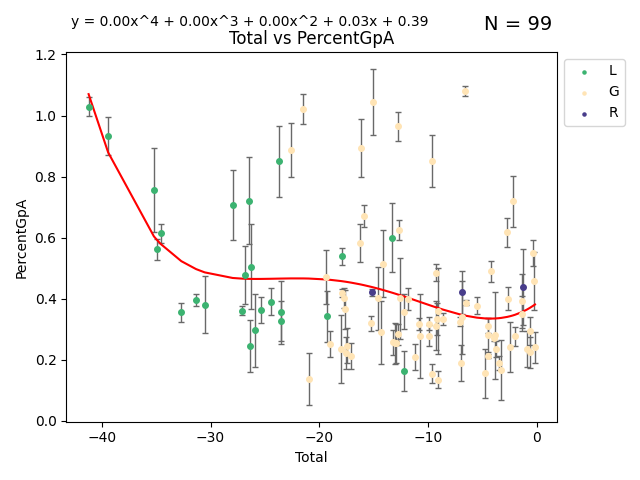 y = 0.00x^4 + 0.00x^3 + 0.00x^2 + 0.03x + 0.39
N = 99
Total vs PercentGpA
1.2
1.0
0.8
0.6
0.4
0.2
0.0
PercentGpA
−40
−30
−20
−10
0
Total
L
G
R